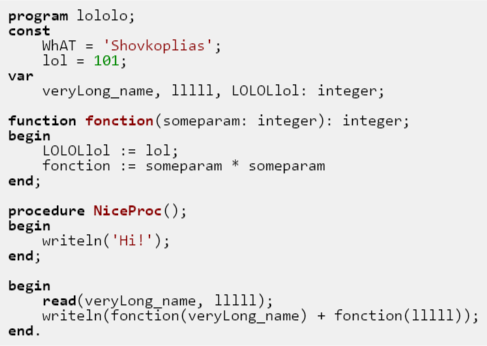 program lololo;
const
    WhAT = 'Shovkoplias';
    lol = 101;
var
    veryLong_name, lllll, LOLOLlol: integer;

function fonction(someparam: integer): integer;
begin
    LOLOLlol := lol;
    fonction := someparam * someparam
end;

procedure NiceProc();
begin
    writeln('Hi!');
end;

begin
    read(veryLong_name, lllll);
    writeln(fonction(veryLong_name) + fonction(lllll));
end.